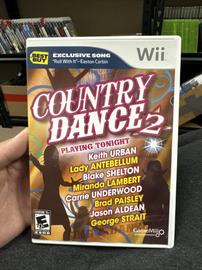 BEST BUY
EXCLUSIVE SONG
"Roll With It"—Easton Corbin
Wii
COUNTRY
DANCE 2
PLAYING TONIGHT
Keith URBAN
Lady ANTEBELLUM
Blake SHELTON
Miranda LAMBERT
Carrie UNDERWOOD
Brad PAISLEY
Jason ALDEAN
George STRAIT
E
GameMill